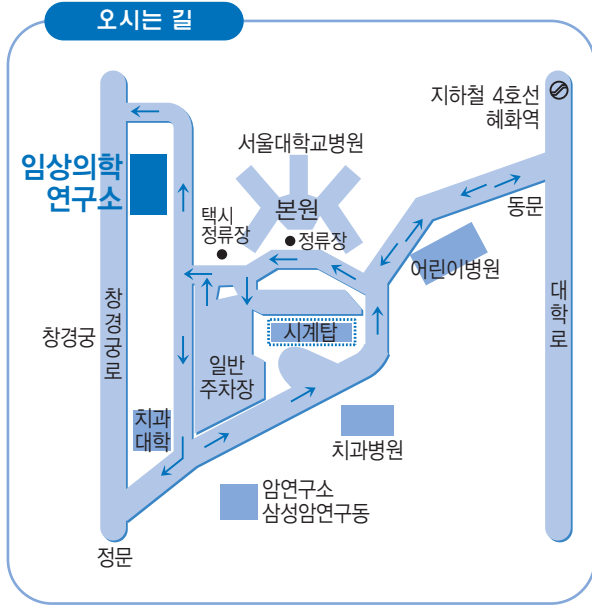 오시는 길
지하철 4호선
혜화역
서울대학교병원
임상의학
연구소
본원
택시
정류장
정류장
동문
어린이병원
창경궁로
대학로
창경궁
시계탑
일반
주차장
치과
대학
치과병원
암연구소
삼성암연구동
정문